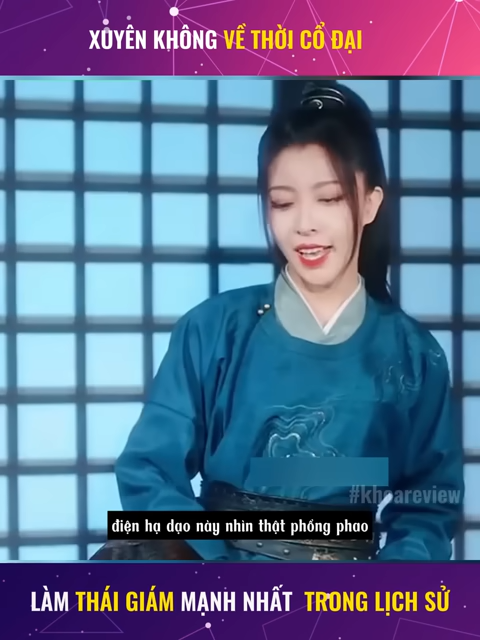 XUYÊN KHÔNG VỀ THỜI CỔ ĐẠI
#khoareview
điện hạ dạo này nhìn thật phồng phao
LÀM THÁI GIÁM MẠNH NHẤT TRONG LỊCH SỬ